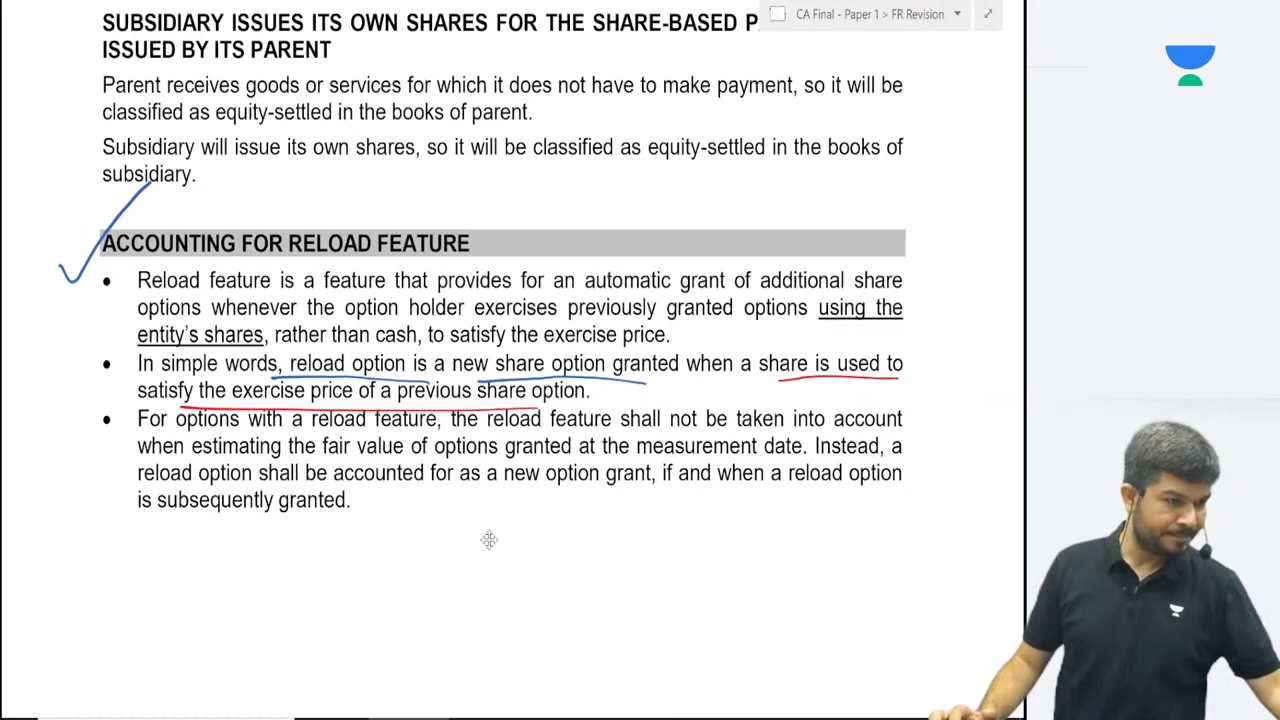 SUBSIDIARY ISSUES ITS OWN SHARES FOR THE SHARE-BASED
CA Final - Paper 1 > FR Revision
ISSUED BY ITS PARENT
Parent receives goods or services for which it does not have to make payment, so it will be
classified as equity-settled in the books of parent.
Subsidiary will issue its own shares, so it will be classified as equity-settled in the books of
subsidiary.
ACCOUNTING FOR RELOAD FEATURE
• Reload feature is a feature that provides for an automatic grant of additional share
options whenever the option holder exercises previously granted options using the
entity's shares, rather than cash, to satisfy the exercise price.
• In simple words, reload option is a new share option granted when a share is used to
satisfy the exercise price of a previous share option.
• For options with a reload feature, the reload feature shall not be taken into account
when estimating the fair value of options granted at the measurement date. Instead, a
reload option shall be accounted for as a new option grant, if and when a reload option
is subsequently granted.